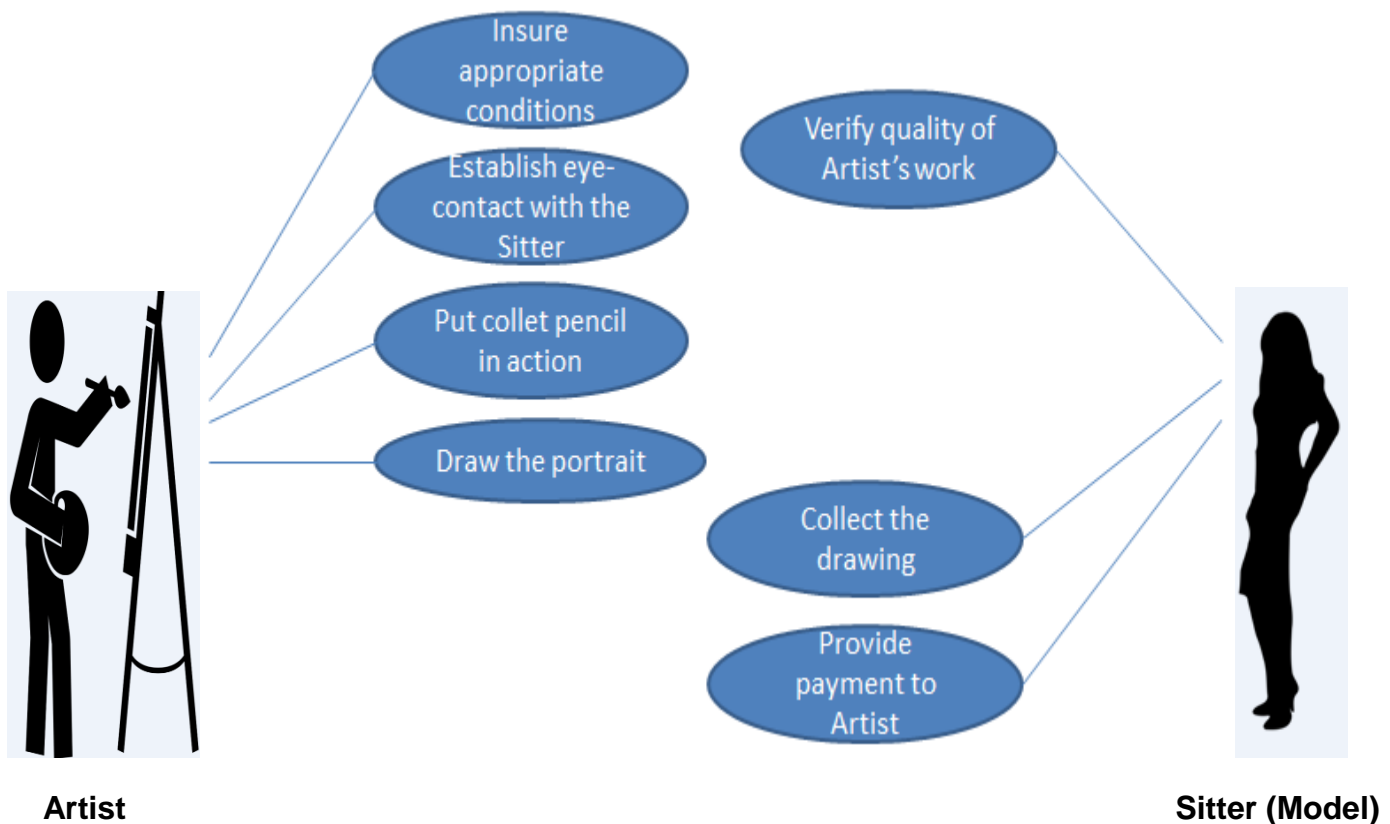 Insure
appropriate
conditions
Establish eye-
contact with the
Sitter
Put collet pencil
in action
Draw the portrait
Verify quality of
Artist's work
Collect the
drawing
Provide
payment to
Artist
Artist
Sitter (Model)